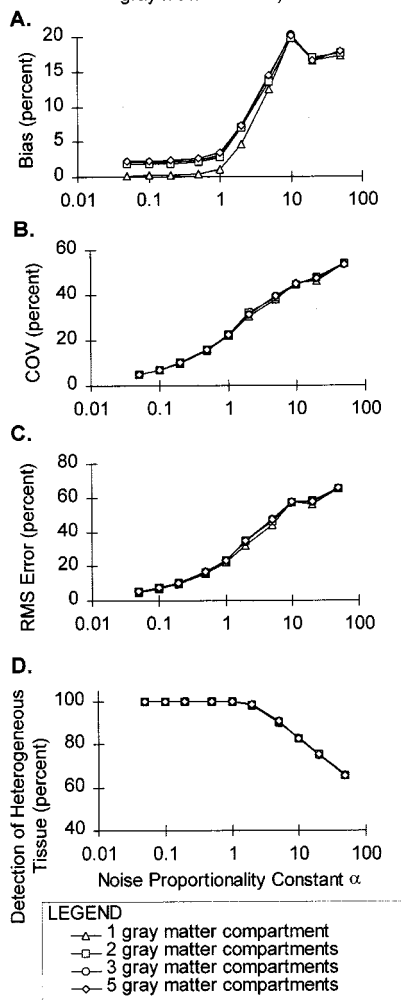 A.
20
15
10
5
0
Bias (percent)
0.01 0.1 1 10 100
B.
60
40
20
0
COV (percent)
0.01 0.1 1 10 100
C.
80
60
40
20
0
RMS Error (percent)
0.01 0.1 1 10 100
D.
100
80
60
40
Detection of Heterogeneous
Tissue (percent)
0.01 0.1 1 10 100
Noise Proportionality Constant α
LEGEND
1 gray matter compartment
2 gray matter compartments
3 gray matter compartments
5 gray matter compartments